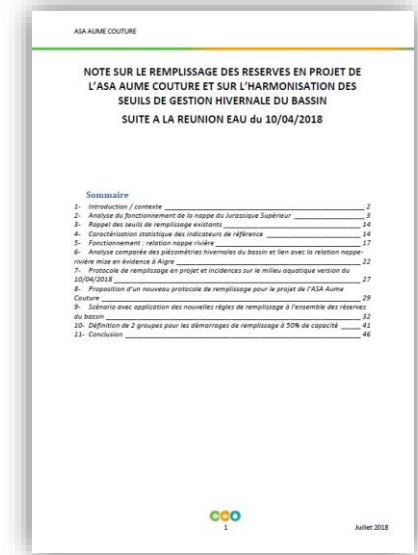 ASA AUME COUTURE
NOTE SUR LE REMPLISSAGE DES RESERVES EN PROJET DE
L'ASA AUME COUTURE ET SUR L'HARMONISATION DES
SEUILS DE GESTION HIVERNALE DU BASSIN
SUITE A LA REUNION EAU du 10/04/2018
Sommaire
1- Introduction / contexte 2
2- Analyse du fonctionnement de la nappe du Jurassique Supérieur 3
3- Rappel des seuils de remplissage existants 14
4- Caractérisation statistique des indicateurs de référence 14
5- Fonctionnement : relation nappe rivière 17
6- Analyse comparée des piézométries hivernales du bassin et lien avec la relation nappe-
rivière mise en évidence à Aigre 22
7- Protocole de remplissage en projet et incidences sur le milieu aquatique version du
10/04/2018 27
8- Proposition d'un nouveau protocole de remplissage pour le projet de l'ASA Aume
Couture 29
9- Scénario avec application des nouvelles règles de remplissage à l'ensemble des réserves
du bassin 32
10- Définition de 2 groupes pour les démarrages de remplissage à 50% de capacité 41
11- Conclusion 46
1
Juillet 2018